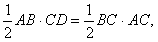 1/2 AB · CD = 1/2 BC · AC,